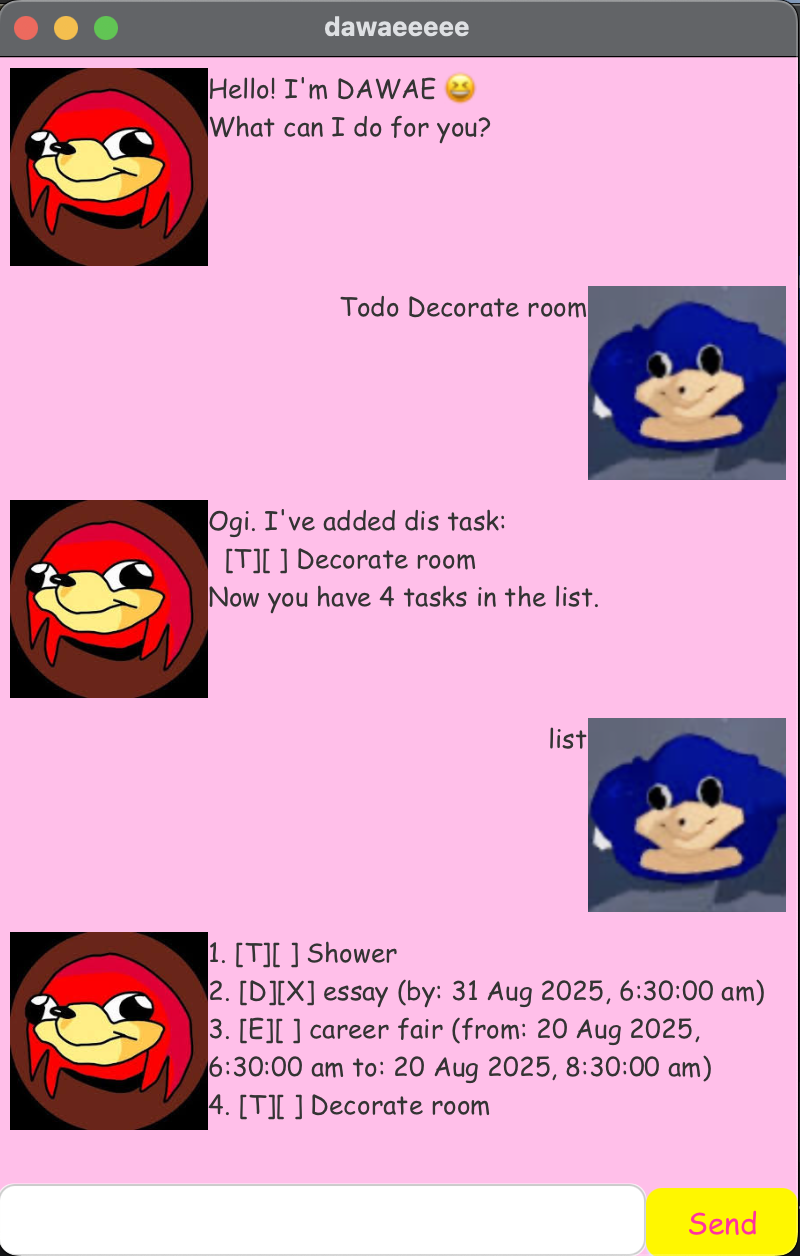 dawaeeeee
Hello! I'm DAWAE 😆
What can I do for you?
Todo Decorate room
Ogi. I've added dis task:
[T][ ] Decorate room
Now you have 4 tasks in the list.
list
1. [T][ ] Shower
2. [D][X] essay (by: 31 Aug 2025, 6:30:00 am)
3. [E][ ] career fair (from: 20 Aug 2025,
6:30:00 am to: 20 Aug 2025, 8:30:00 am)
4. [T][ ] Decorate room
Send